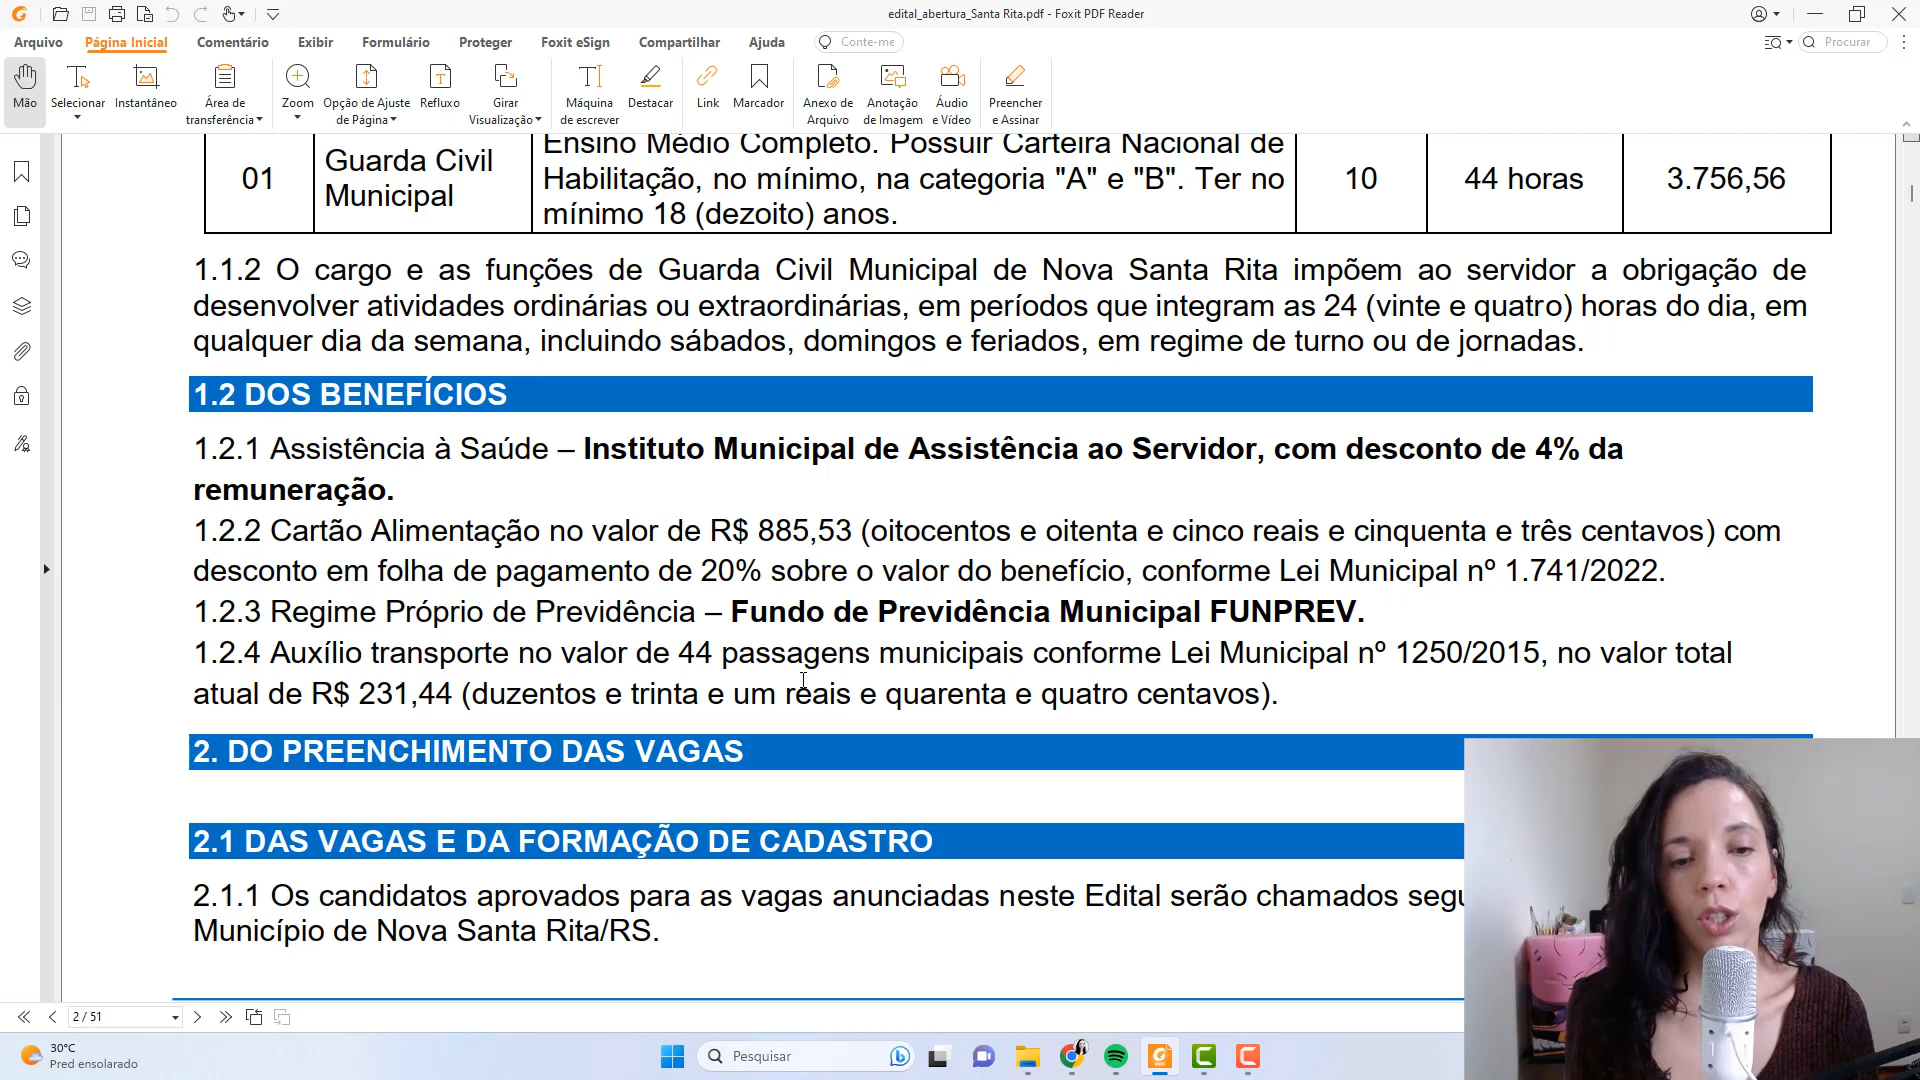 edital_abertura_Santa Rita.pdf - Foxit PDF Reader
Arquivo Página Inicial Comentário Exibir Formulário Proteger Foxit eSign Compartilhar Ajuda Conte-me Procurar
Mão Selecionar Instantâneo Área de transferência Zoom Opção de Ajuste de Página Refluxo Girar Visualização Máquina de escrever Destacar Link Marcador Anexo de Arquivo Anotação de Imagem Áudio e Vídeo Preencher e Assinar
Ensino Médio Completo. Possuir Carteira Nacional de
01 Guarda Civil Municipal Habilitação, no mínimo, na categoria "A" e "B". Ter no 10 44 horas 3.756,56
mínimo 18 (dezoito) anos.
1.1.2 O cargo e as funções de Guarda Civil Municipal de Nova Santa Rita impõem ao servidor a obrigação de
desenvolver atividades ordinárias ou extraordinárias, em períodos que integram as 24 (vinte e quatro) horas do dia, em
qualquer dia da semana, incluindo sábados, domingos e feriados, em regime de turno ou de jornadas.
1.2 DOS BENEFÍCIOS
1.2.1 Assistência à Saúde – Instituto Municipal de Assistência ao Servidor, com desconto de 4% da
remuneração.
1.2.2 Cartão Alimentação no valor de R$ 885,53 (oitocentos e oitenta e cinco reais e cinquenta e três centavos) com
desconto em folha de pagamento de 20% sobre o valor do benefício, conforme Lei Municipal nº 1.741/2022.
1.2.3 Regime Próprio de Previdência – Fundo de Previdência Municipal FUNPREV.
1.2.4 Auxílio transporte no valor de 44 passagens municipais conforme Lei Municipal nº 1250/2015, no valor total
atual de R$ 231,44 (duzentos e trinta e um reais e quarenta e quatro centavos).
2. DO PREENCHIMENTO DAS VAGAS
2.1 DAS VAGAS E DA FORMAÇÃO DE CADASTRO
2.1.1 Os candidatos aprovados para as vagas anunciadas neste Edital serão chamados segu
Município de Nova Santa Rita/RS.
2 / 51
30°C
Pred ensolarado
Pesquisar